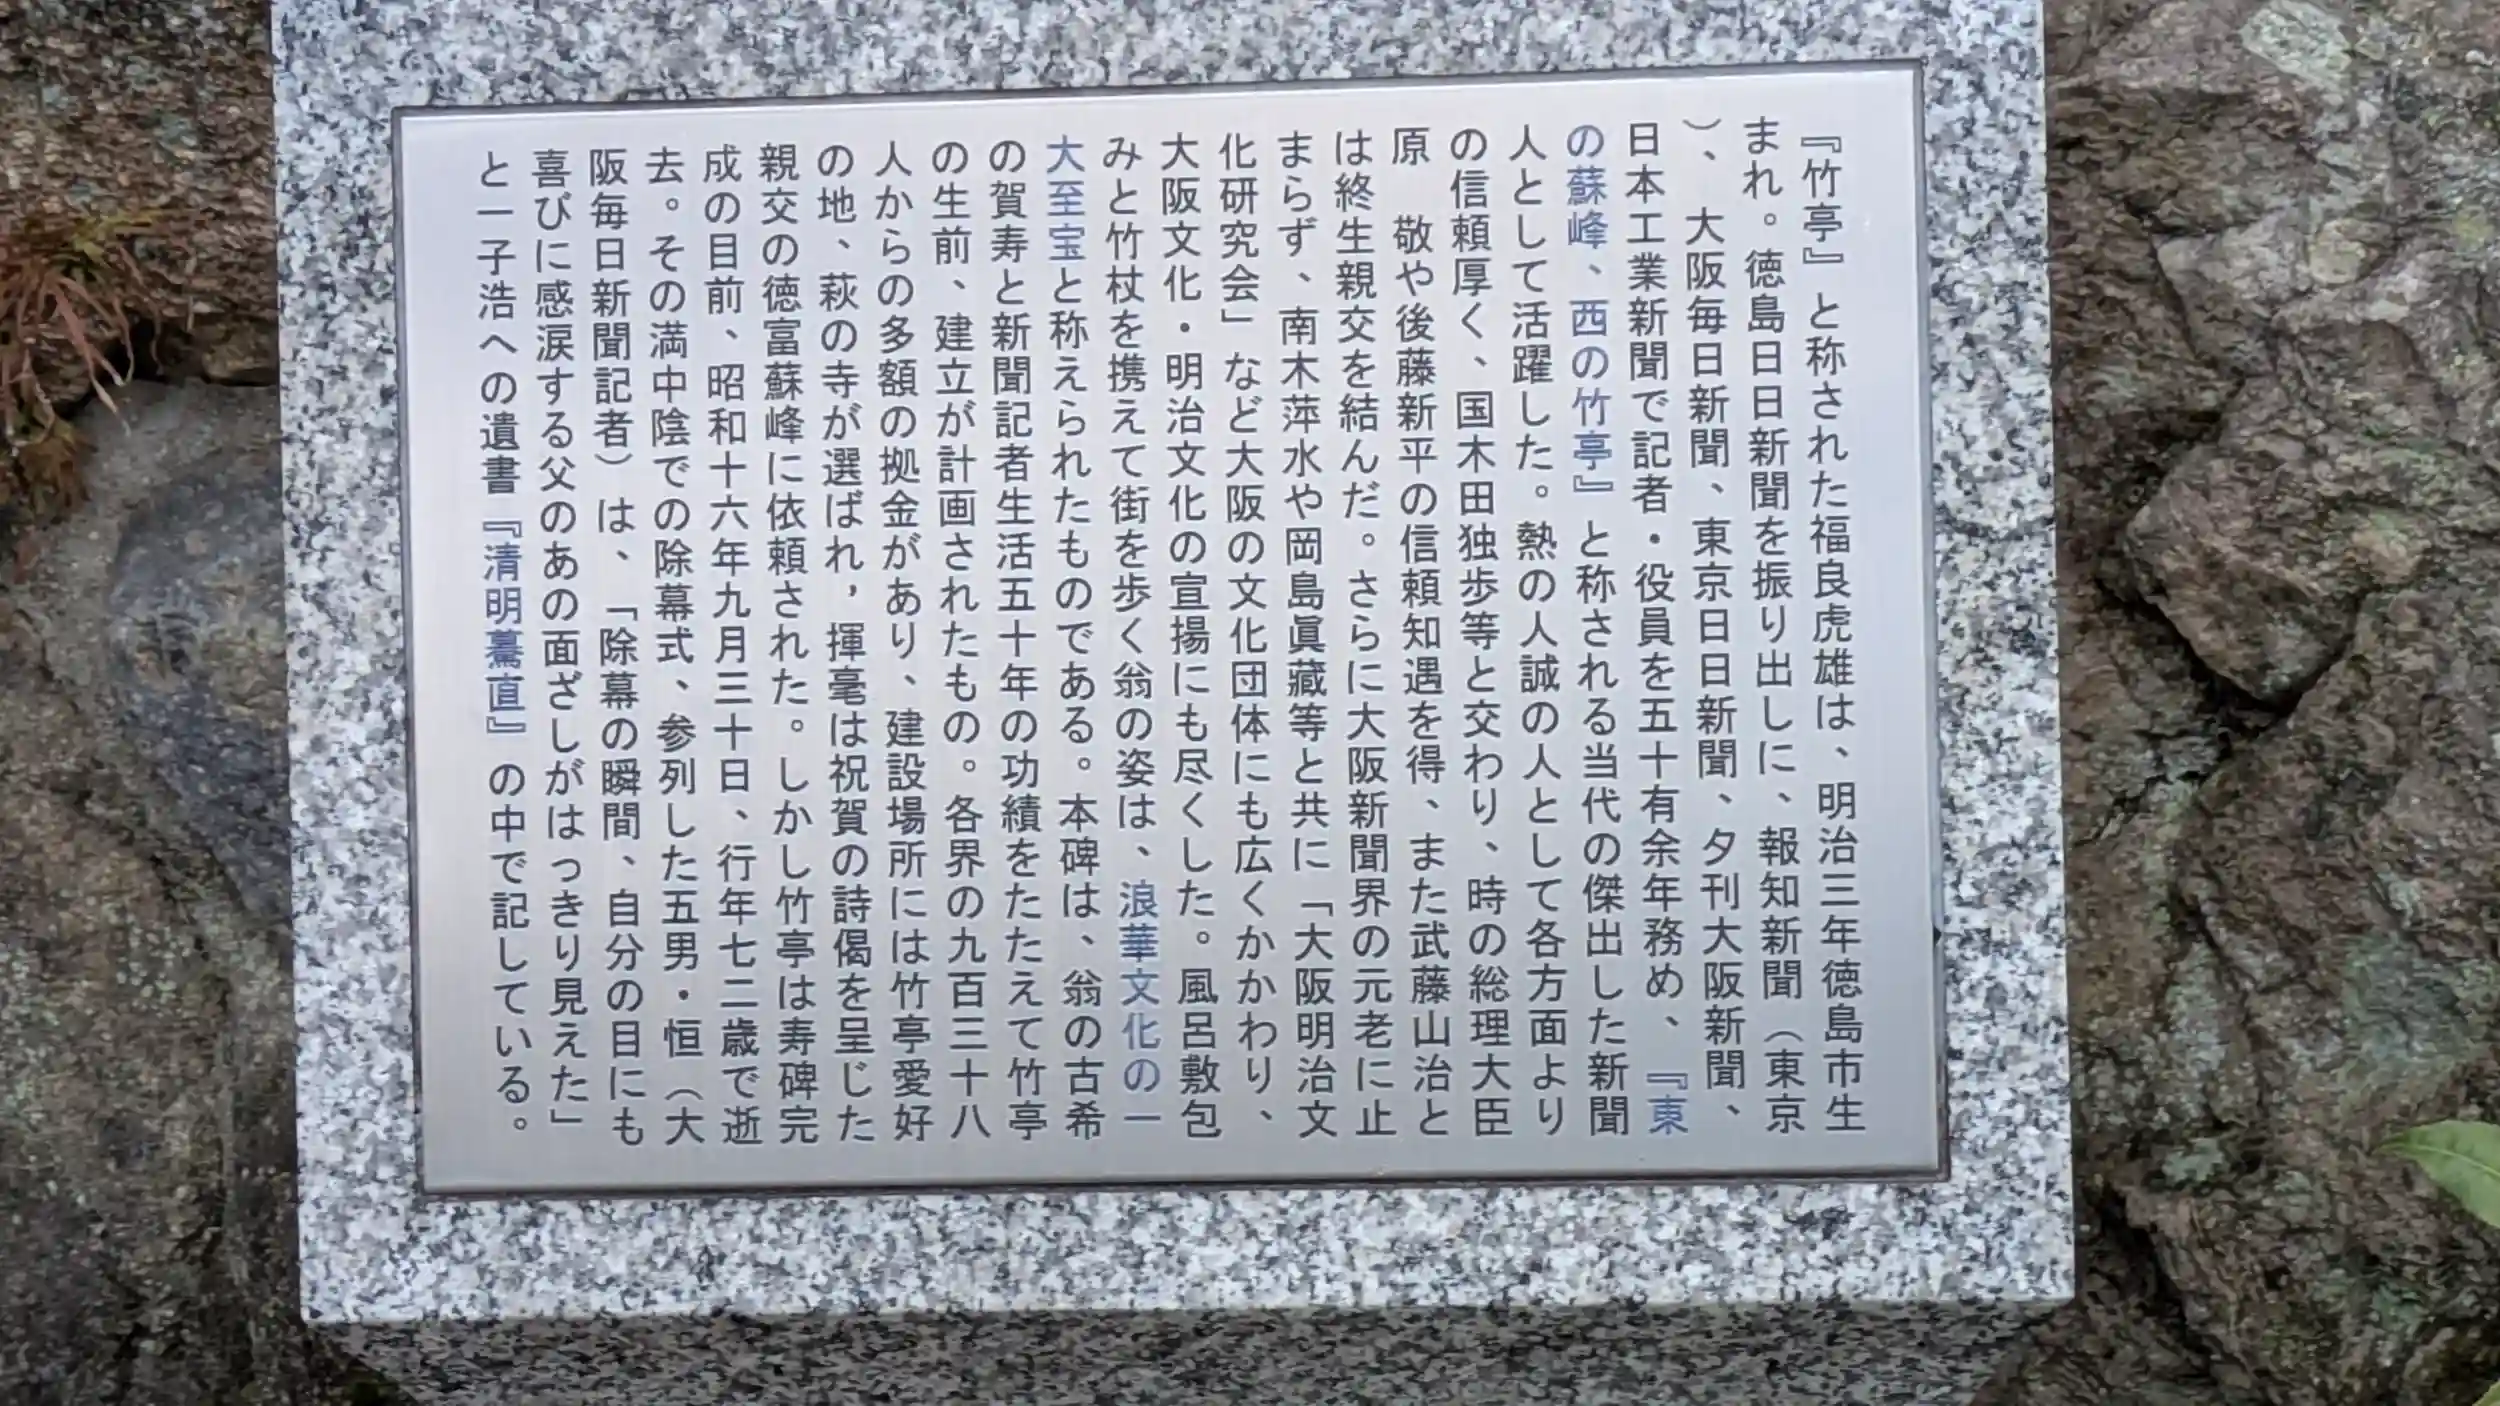 『竹亭』と称された福良虎雄は、明治三年徳島市生
まれ。徳島日日新聞を振り出しに、報知新聞（東京
）、大阪毎日新聞、東京日日新聞、夕刊大阪新聞、
日本工業新聞で記者・役員を五十有余年務め、『東
の蘇峰、西の竹亭』と称される当代の傑出した新聞
人として活躍した。熱の人誠の人として各方面より
の信頼厚く、国木田独歩等と交わり、時の総理大臣
原　敬や後藤新平の信頼知遇を得、また武藤山治と
は終生親交を結んだ。さらに大阪新聞界の元老に止
まらず、南木萍水や岡島眞藏等と共に「大阪明治文
化研究会」など大阪の文化団体にも広くかかわり、
大阪文化・明治文化の宣揚にも尽くした。風呂敷包
みと竹杖を携えて街を歩く翁の姿は、浪華文化の一
大至宝と称えられたものである。本碑は、翁の古希
の賀寿と新聞記者生活五十年の功績をたたえて竹亭
の生前、建立が計画されたもの。各界の九百三十八
人からの多額の拠金があり、建設場所には竹亭愛好
の地、萩の寺が選ばれ，揮毫は祝賀の詩偈を呈じた
親交の徳富蘇峰に依頼された。しかし竹亭は寿碑完
成の目前、昭和十六年九月三十日、行年七二歳で逝
去。その満中陰での除幕式、参列した五男・恒（大
阪毎日新聞記者）は、「除幕の瞬間、自分の目にも
喜びに感涙する父のあの面ざしがはっきり見えた」
と一子浩への遺書『清明驀直』の中で記している。